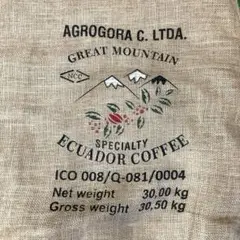 AGROGORA C. LTDA.
GREAT MOUNTAIN
NCC
SPECIALTY
ECUADOR COFFEE
ICO 008/Q-081/0004
Net weight 30,00 kg
Gross weight 30,50 kg